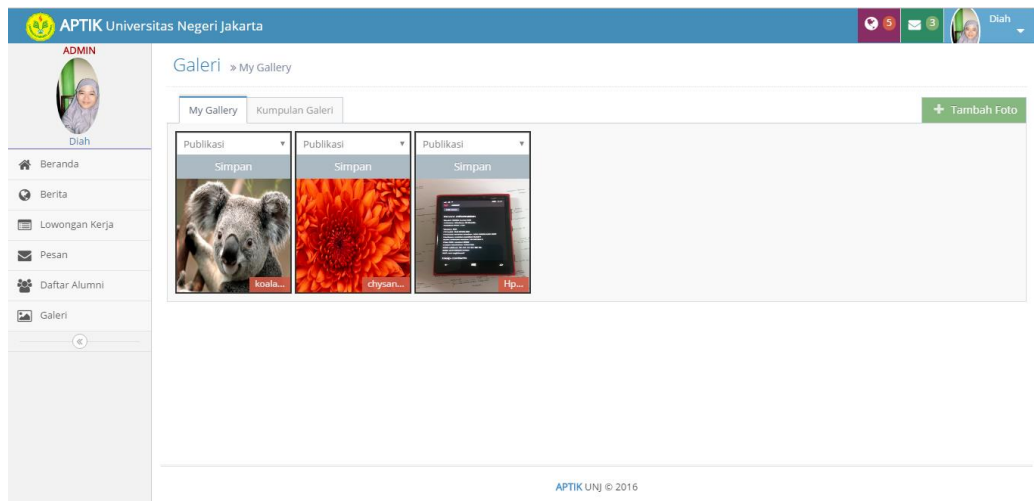 APTIK Universitas Negeri Jakarta
5
3
Diah
ADMIN
Diah
Beranda
Berita
Lowongan Kerja
Pesan
Daftar Alumni
Galeri
Galeri » My Gallery
My Gallery
Kumpulan Galeri
+ Tambah Foto
Publikasi
Simpan
koala...
Publikasi
Simpan
chysan...
Publikasi
Simpan
Hp...
APTIK UNJ © 2016